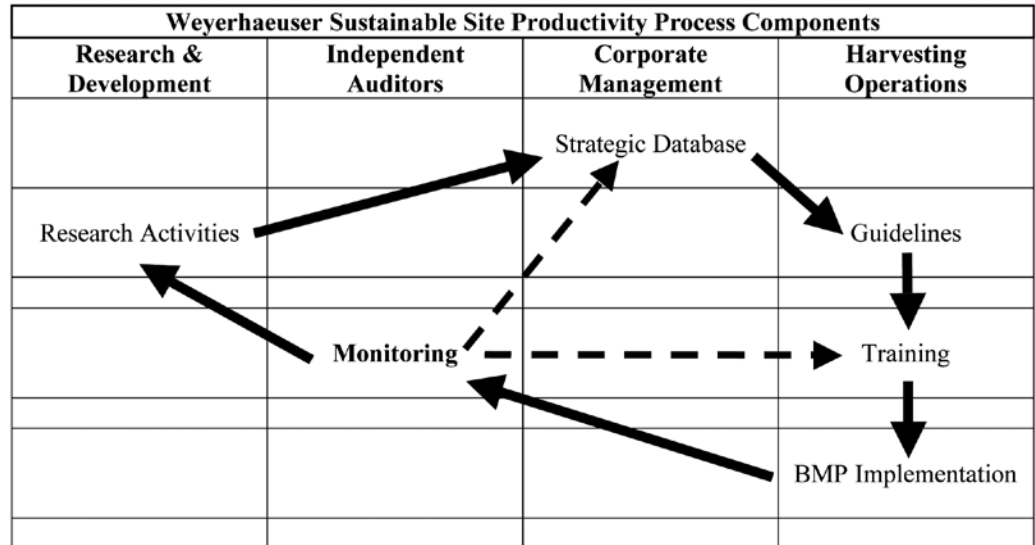 Weyerhaeuser Sustainable Site Productivity Process Components
Research &
Development
Independent
Auditors
Corporate
Management
Harvesting
Operations
Strategic Database
Research Activities
Guidelines
Monitoring
Training
BMP Implementation